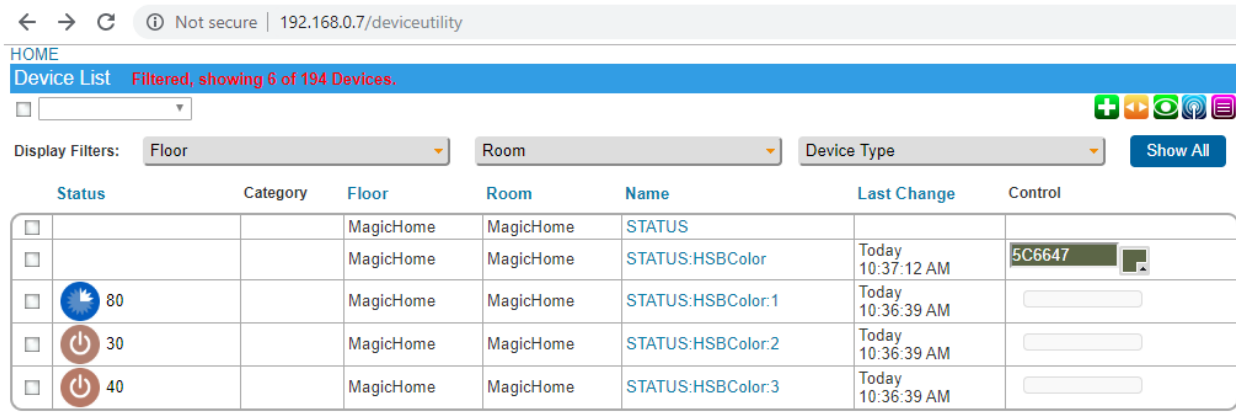 Not secure | 192.168.0.7/deviceutility
HOME
Device List Filtered, showing 6 of 194 Devices.
Display Filters: Floor Room Device Type Show All
Status Category Floor Room Name Last Change Control
MagicHome MagicHome STATUS
MagicHome MagicHome STATUS:HSBColor Today 5C6647
10:37:12 AM
80 MagicHome MagicHome STATUS:HSBColor:1 Today
10:36:39 AM
30 MagicHome MagicHome STATUS:HSBColor:2 Today
10:36:39 AM
40 MagicHome MagicHome STATUS:HSBColor:3 Today
10:36:39 AM